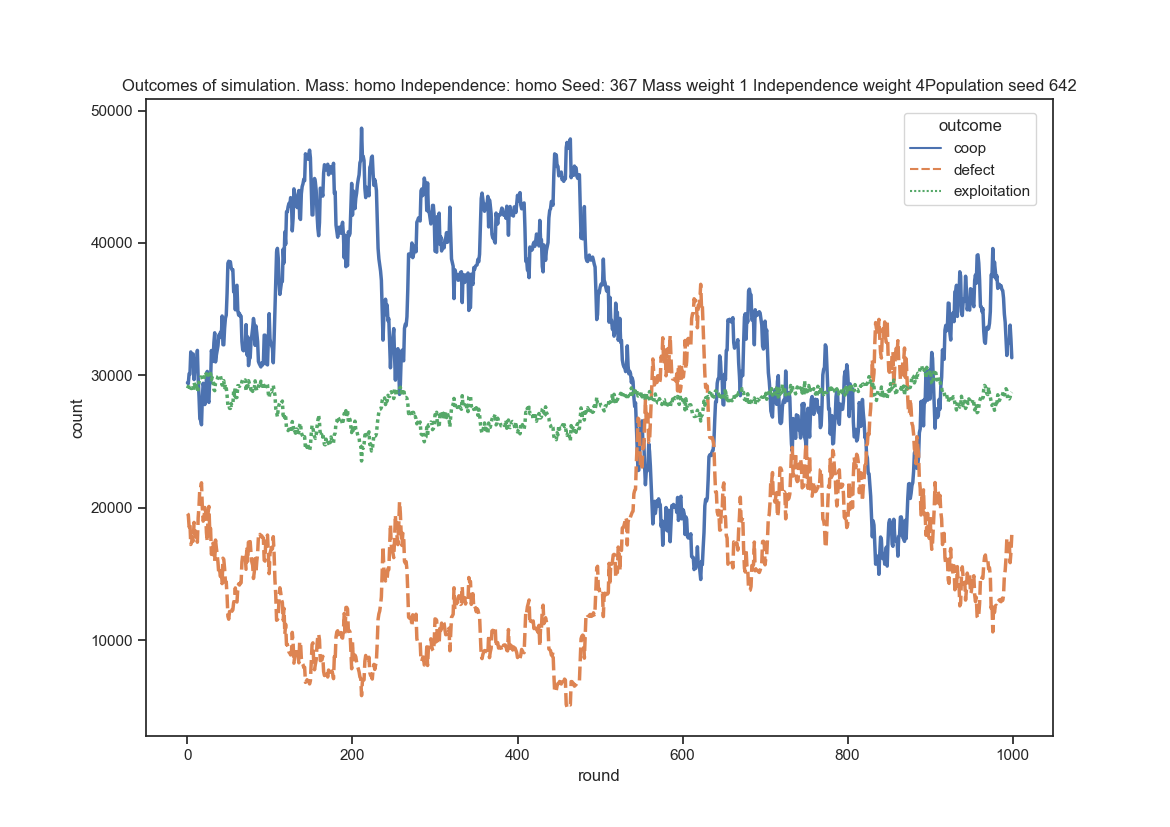 Outcomes of simulation. Mass: homo Independence: homo Seed: 367 Mass weight 1 Independence weight 4Population seed 642
outcome
coop
defect
exploitation
50000
40000
30000
20000
10000
count
0 200 400 600 800 1000
round